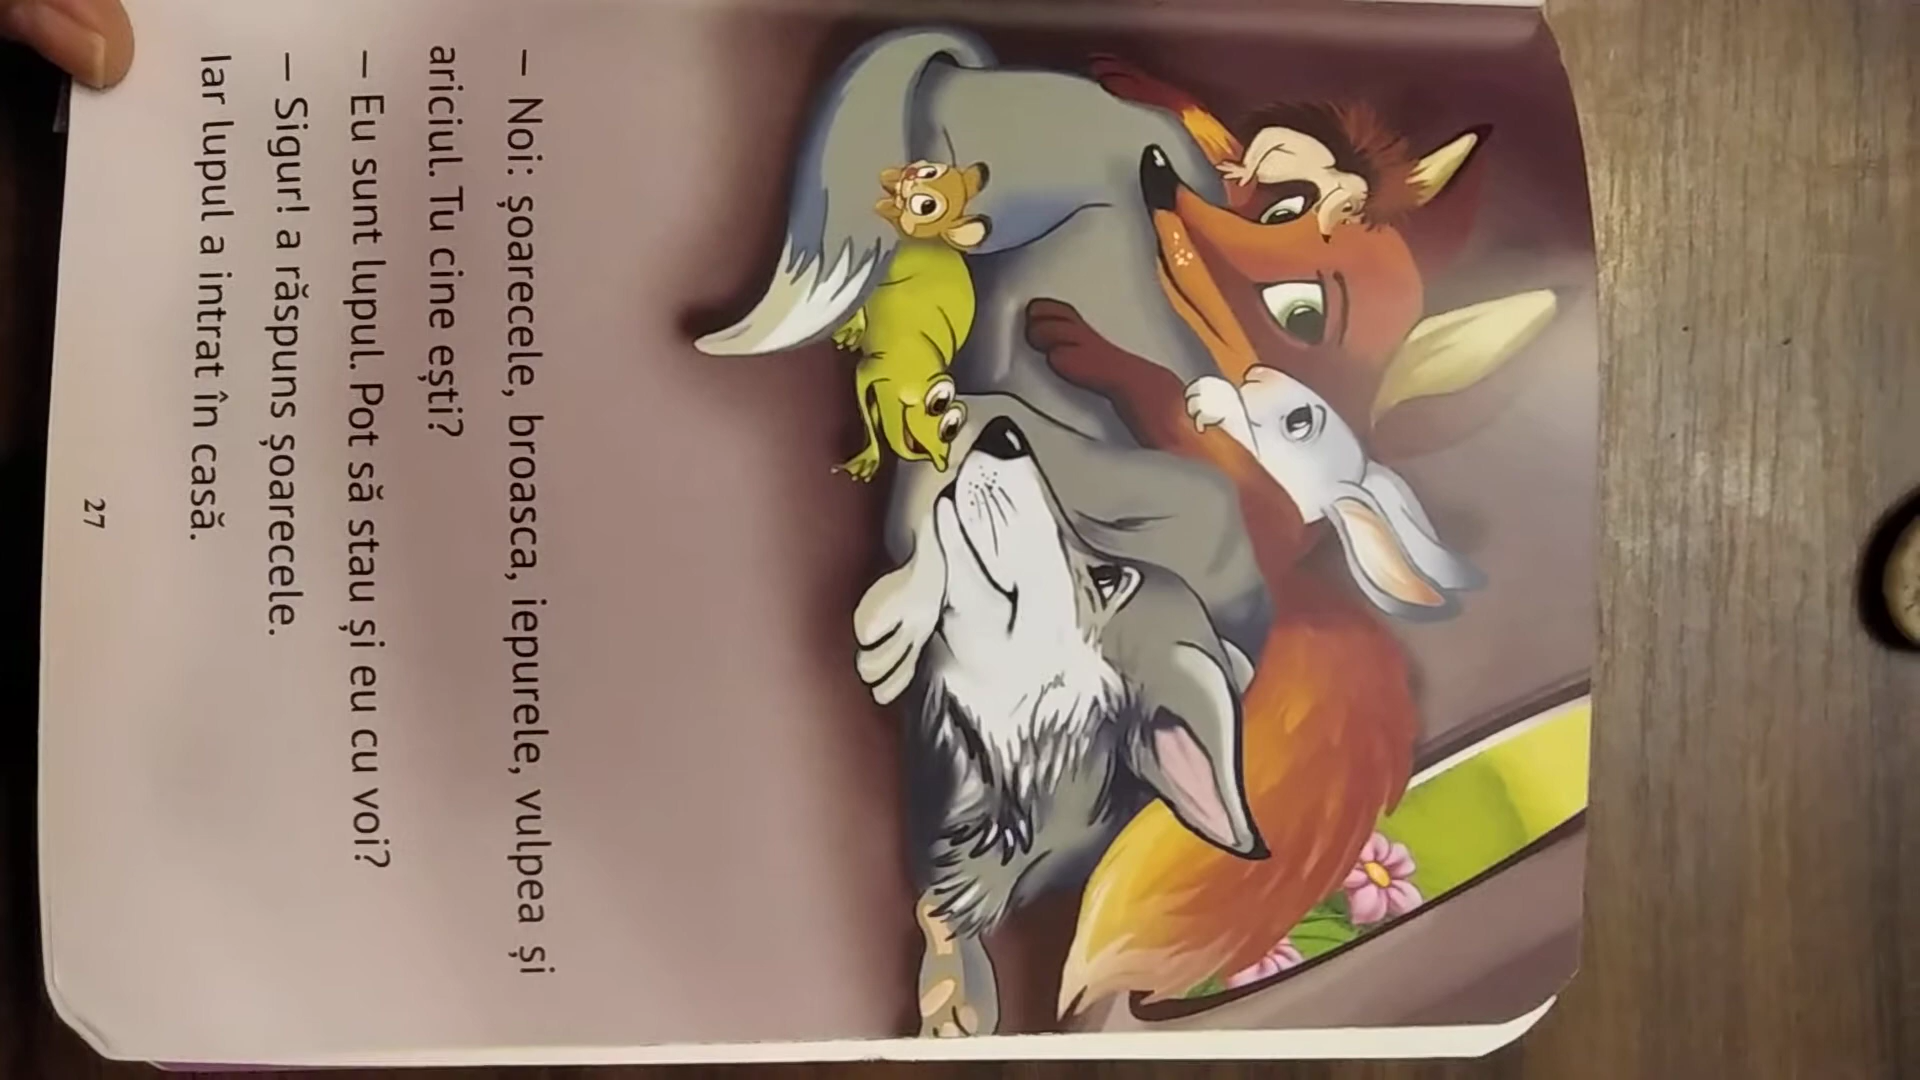 — Noi: șoarecele, broasca, iepurele, vulpea și
ariciul. Tu cine ești?
— Eu sunt lupul. Pot să stau și eu cu voi?
— Sigur! a răspuns șoarecele.
Iar lupul a intrat în casă.
27